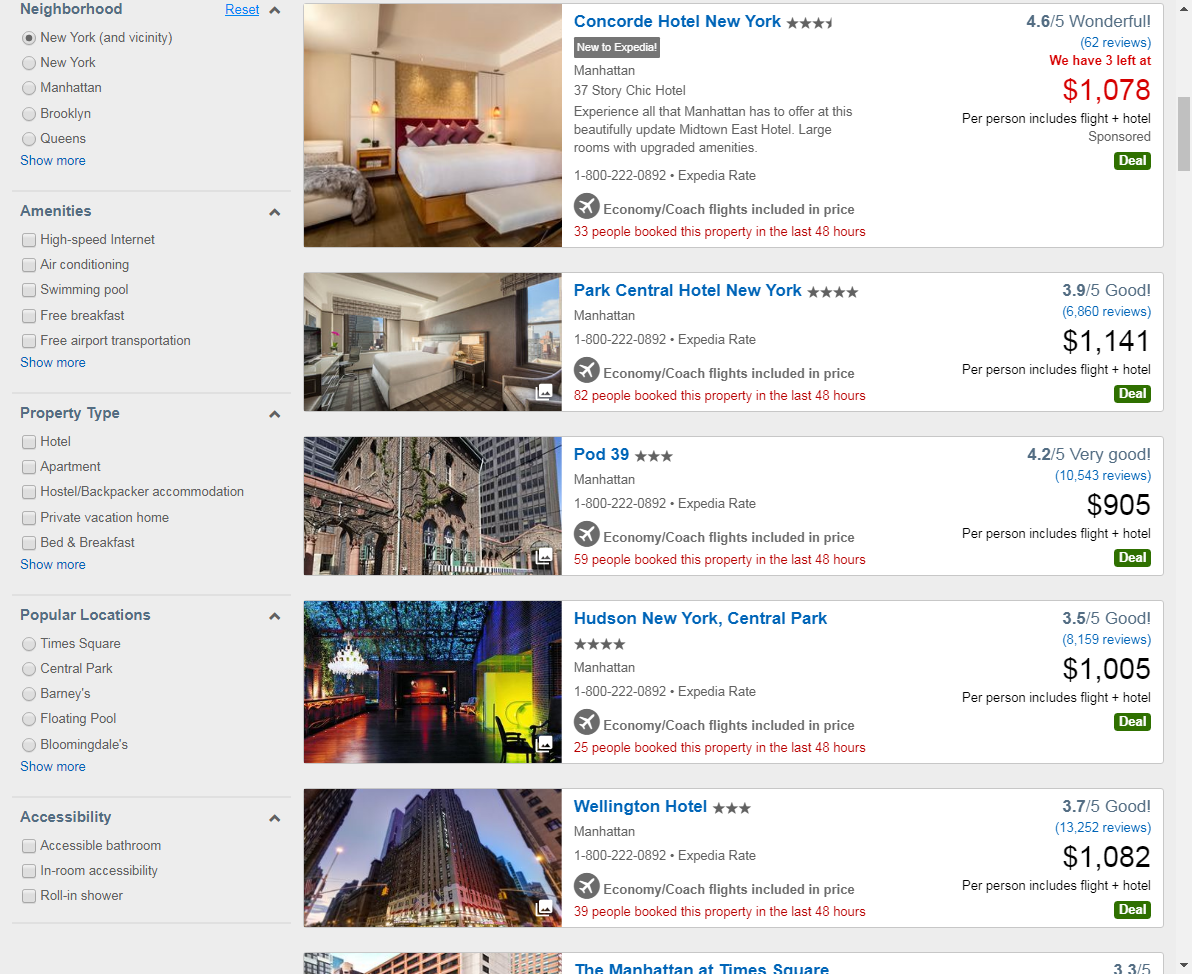 Neighborhood Reset
New York (and vicinity)
New York
Manhattan
Brooklyn
Queens
Show more
Amenities
High-speed Internet
Air conditioning
Swimming pool
Free breakfast
Free airport transportation
Show more
Property Type
Hotel
Apartment
Hostel/Backpacker accommodation
Private vacation home
Bed & Breakfast
Show more
Popular Locations
Times Square
Central Park
Barney's
Floating Pool
Bloomingdale's
Show more
Accessibility
Accessible bathroom
In-room accessibility
Roll-in shower
Concorde Hotel New York
New to Expedia!
Manhattan
37 Story Chic Hotel
Experience all that Manhattan has to offer at this
beautifully update Midtown East Hotel. Large
rooms with upgraded amenities.
1-800-222-0892 • Expedia Rate
Economy/Coach flights included in price
33 people booked this property in the last 48 hours
4.6/5 Wonderful!
(62 reviews)
We have 3 left at
$1,078
Per person includes flight + hotel
Sponsored
Deal
Park Central Hotel New York
Manhattan
1-800-222-0892 • Expedia Rate
Economy/Coach flights included in price
82 people booked this property in the last 48 hours
3.9/5 Good!
(6,860 reviews)
$1,141
Per person includes flight + hotel
Deal
Pod 39
Manhattan
1-800-222-0892 • Expedia Rate
Economy/Coach flights included in price
59 people booked this property in the last 48 hours
4.2/5 Very good!
(10,543 reviews)
$905
Per person includes flight + hotel
Deal
Hudson New York, Central Park
Manhattan
1-800-222-0892 • Expedia Rate
Economy/Coach flights included in price
25 people booked this property in the last 48 hours
3.5/5 Good!
(8,159 reviews)
$1,005
Per person includes flight + hotel
Deal
Wellington Hotel
Manhattan
1-800-222-0892 • Expedia Rate
Economy/Coach flights included in price
39 people booked this property in the last 48 hours
3.7/5 Good!
(13,252 reviews)
$1,082
Per person includes flight + hotel
Deal
The Manhattan at Times Square
3.3/5